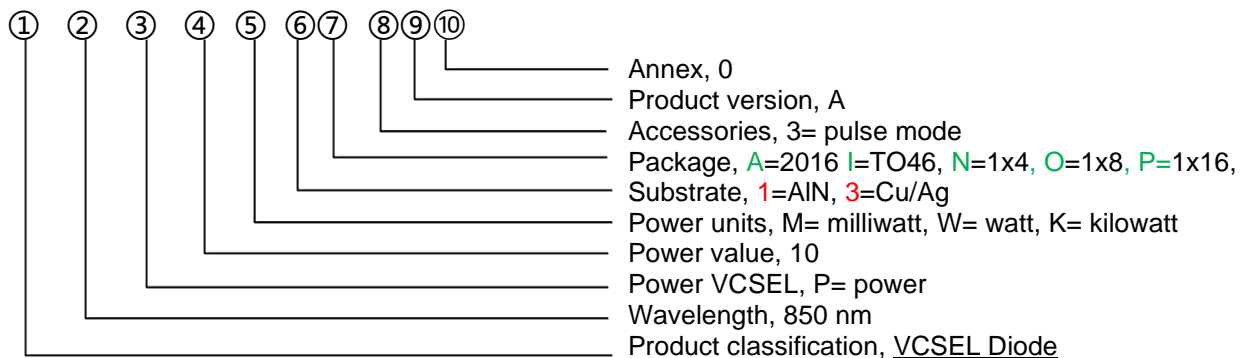 ① ② ③ ④ ⑤ ⑥⑦ ⑧⑨⑩
Annex, 0
Product version, A
Accessories, 3= pulse mode
Package, A=2016 I=TO46, N=1x4, O=1x8, P=1x16,
Substrate, 1=AlN, 3=Cu/Ag
Power units, M= milliwatt, W= watt, K= kilowatt
Power value, 10
Power VCSEL, P= power
Wavelength, 850 nm
Product classification, VCSEL Diode